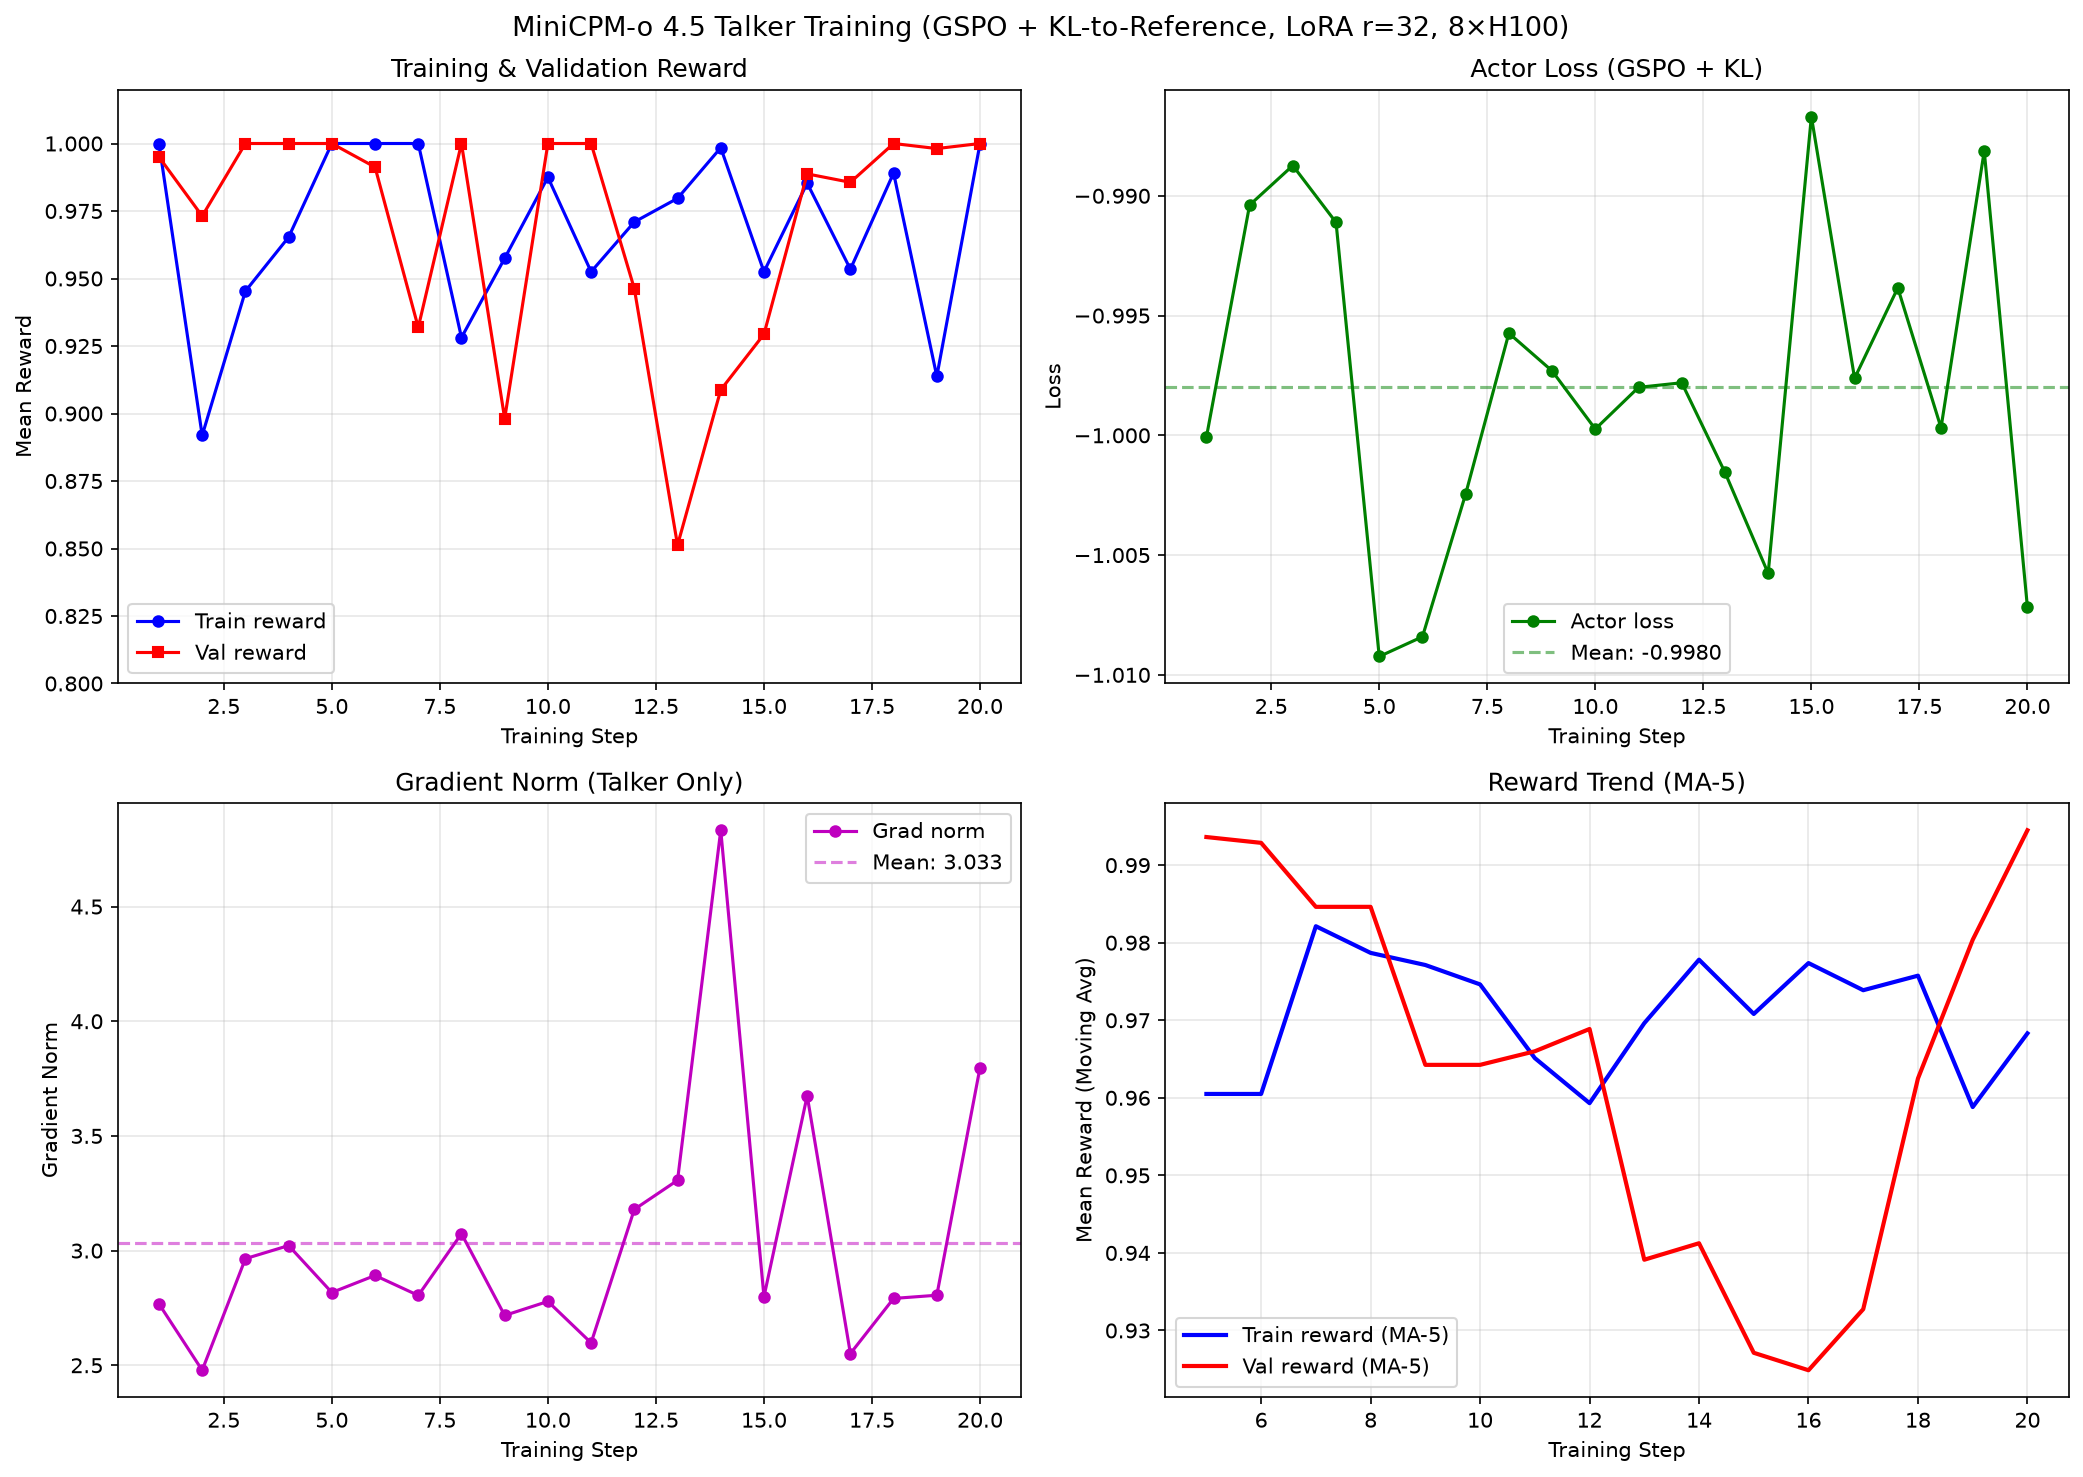 MiniCPM-o 4.5 Talker Training (GSPO + KL-to-Reference, LoRA r=32, 8×H100)
Training & Validation Reward
Mean Reward
1.000
0.975
0.950
0.925
0.900
0.875
0.850
0.825
0.800
Train reward
Val reward
2.5 5.0 7.5 10.0 12.5 15.0 17.5 20.0
Training Step
Actor Loss (GSPO + KL)
Loss
−0.990
−0.995
−1.000
−1.005
−1.010
Actor loss
Mean: -0.9980
2.5 5.0 7.5 10.0 12.5 15.0 17.5 20.0
Training Step
Gradient Norm (Talker Only)
Gradient Norm
4.5
4.0
3.5
3.0
2.5
Grad norm
Mean: 3.033
2.5 5.0 7.5 10.0 12.5 15.0 17.5 20.0
Training Step
Reward Trend (MA-5)
Mean Reward (Moving Avg)
0.99
0.98
0.97
0.96
0.95
0.94
0.93
Train reward (MA-5)
Val reward (MA-5)
6 8 10 12 14 16 18 20
Training Step